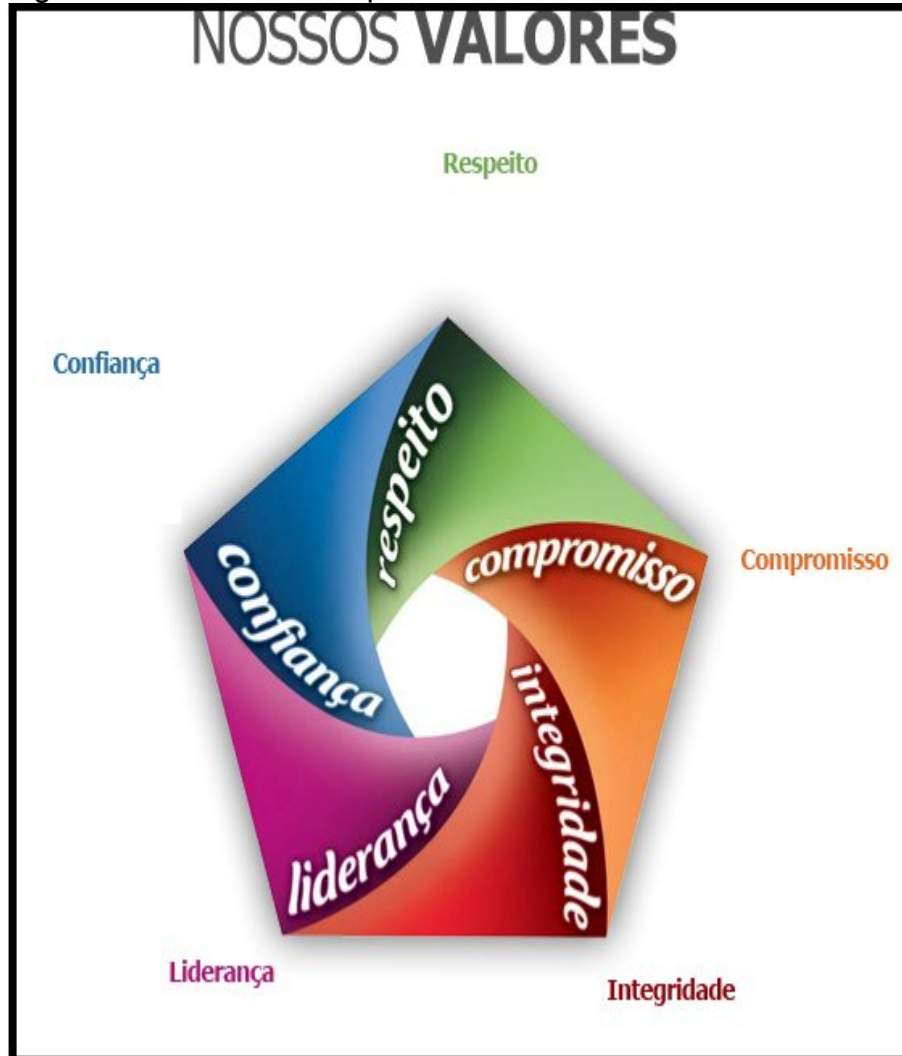 NOSSOS VALORES
Respeito
Confiança
respeito
compromisso
Compromisso
confiança
integridade
liderança
Liderança
Integridade